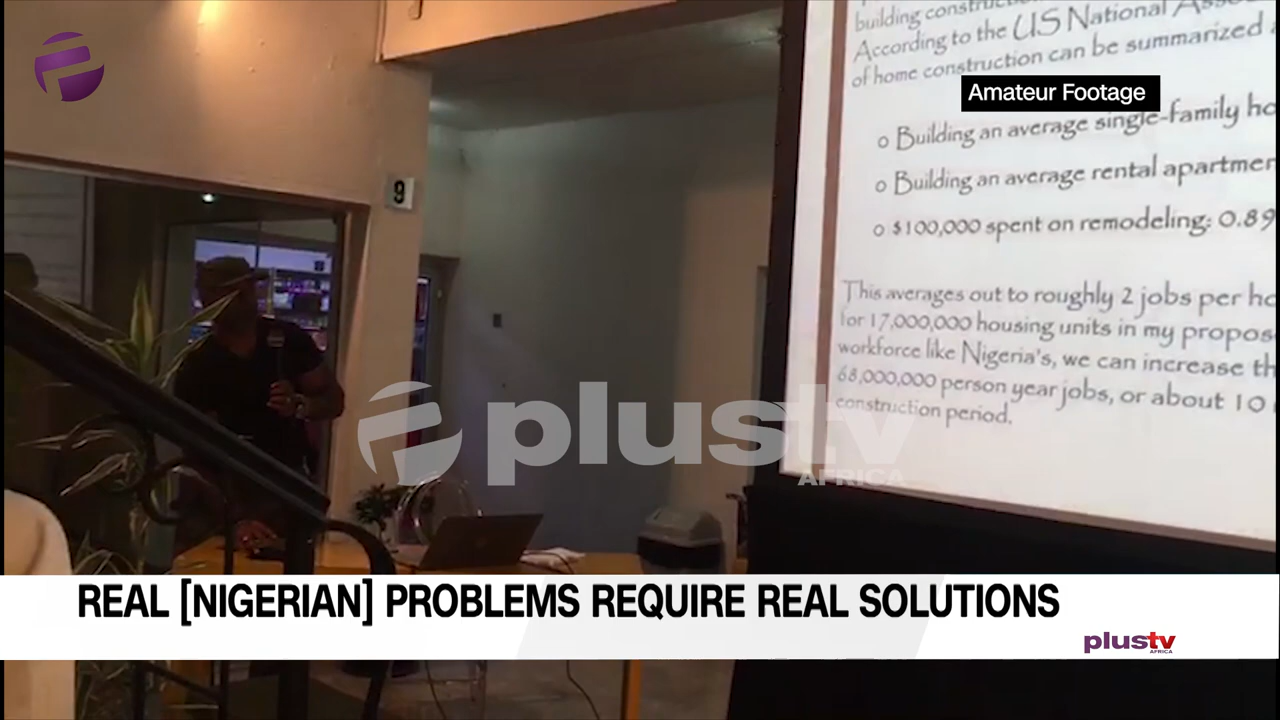 building
According to the US National
of home construction can be summarized
Amateur Footage
o Building an average single-family
o Building an average rental
o $100,000 spent on remodeling: 0.89
This averages out to roughly 2 jobs per
for 17,000,000 housing units in my
workforce like Nigeria's, we can increase
68,000,000 person year jobs, or about 10
construction period.
9
plustv
AFRICA
REAL [NIGERIAN] PROBLEMS REQUIRE REAL SOLUTIONS
plustv
AFRICA